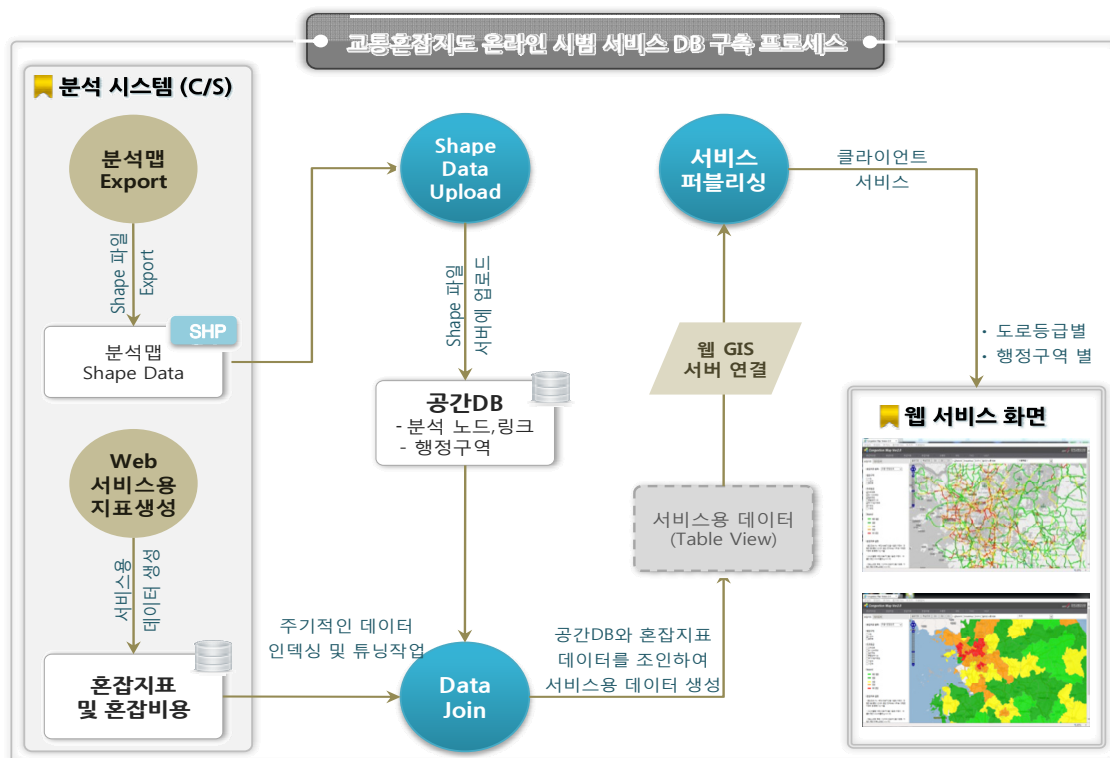 교통혼잡지도 온라인 시범 서비스 DB 구축 프로세스
분석 시스템 (C/S)
분석맵
Export
Shape 파일
Export
SHP
분석맵
Shape Data
Web
서비스용
지표생성
서비스용
데이터 생성
혼잡지표
및 혼잡비용
Shape
Data
Upload
Shape 파일
서버에 업로드
공간DB
- 분석 노드,링크
- 행정구역
주기적인 데이터
인덱싱 및 튜닝작업
Data
Join
공간DB와 혼잡지표
데이터를 조인하여
서비스용 데이터 생성
서비스용 데이터
(Table View)
웹 GIS
서버 연결
서비스
퍼블리싱
클라이언트
서비스
· 도로등급별
· 행정구역 별
웹 서비스 화면